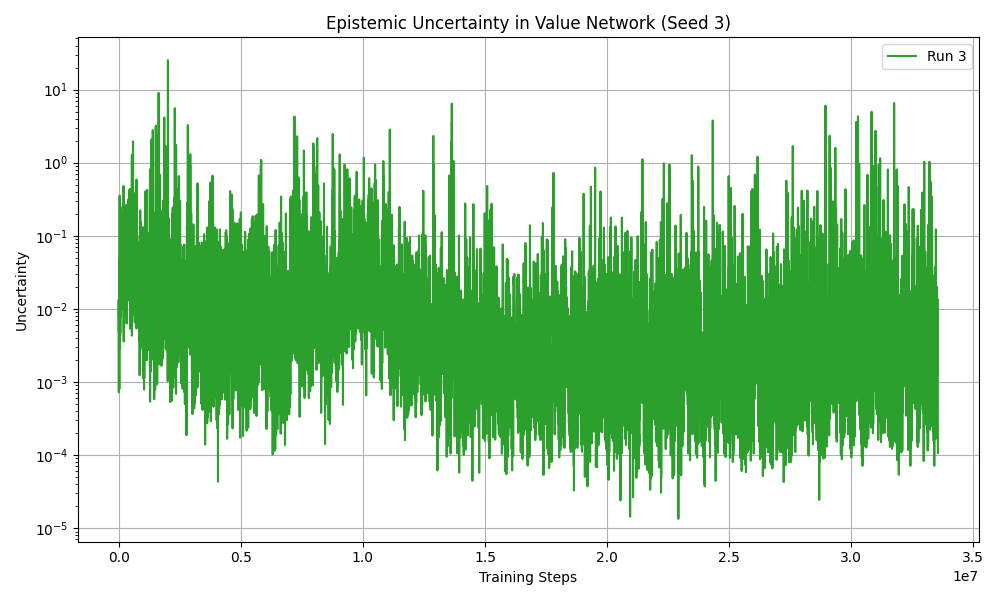 Epistemic Uncertainty in Value Network (Seed 3)
Run 3
Uncertainty
10¹
10⁰
10⁻¹
10⁻²
10⁻³
10⁻⁴
10⁻⁵
0.0 0.5 1.0 1.5 2.0 2.5 3.0 3.5
1e7
Training Steps